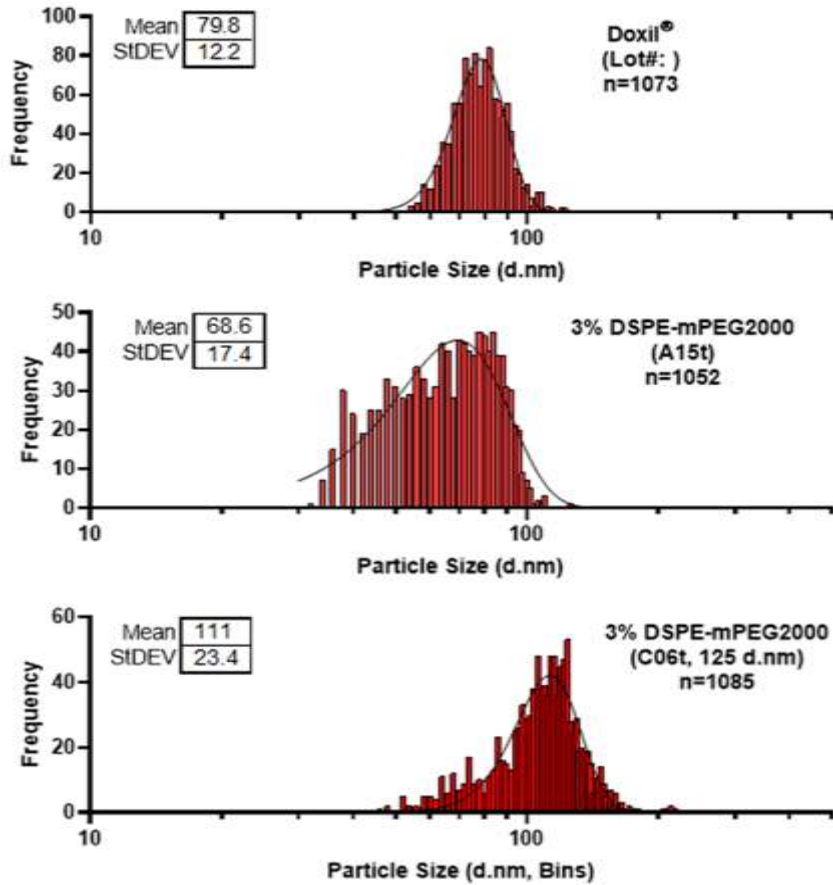 Mean 79.8
StDEV 12.2
Doxil®
(Lot#: )
n=1073
Frequency
100
80
60
40
20
0
10
100
Particle Size (d.nm)
Mean 68.6
StDEV 17.4
3% DSPE-mPEG2000
(A15t)
n=1052
Frequency
50
40
30
20
10
0
10
100
Particle Size (d.nm)
Mean 111
StDEV 23.4
3% DSPE-mPEG2000
(C06t, 125 d.nm)
n=1085
Frequency
60
40
20
0
10
100
Particle Size (d.nm, Bins)